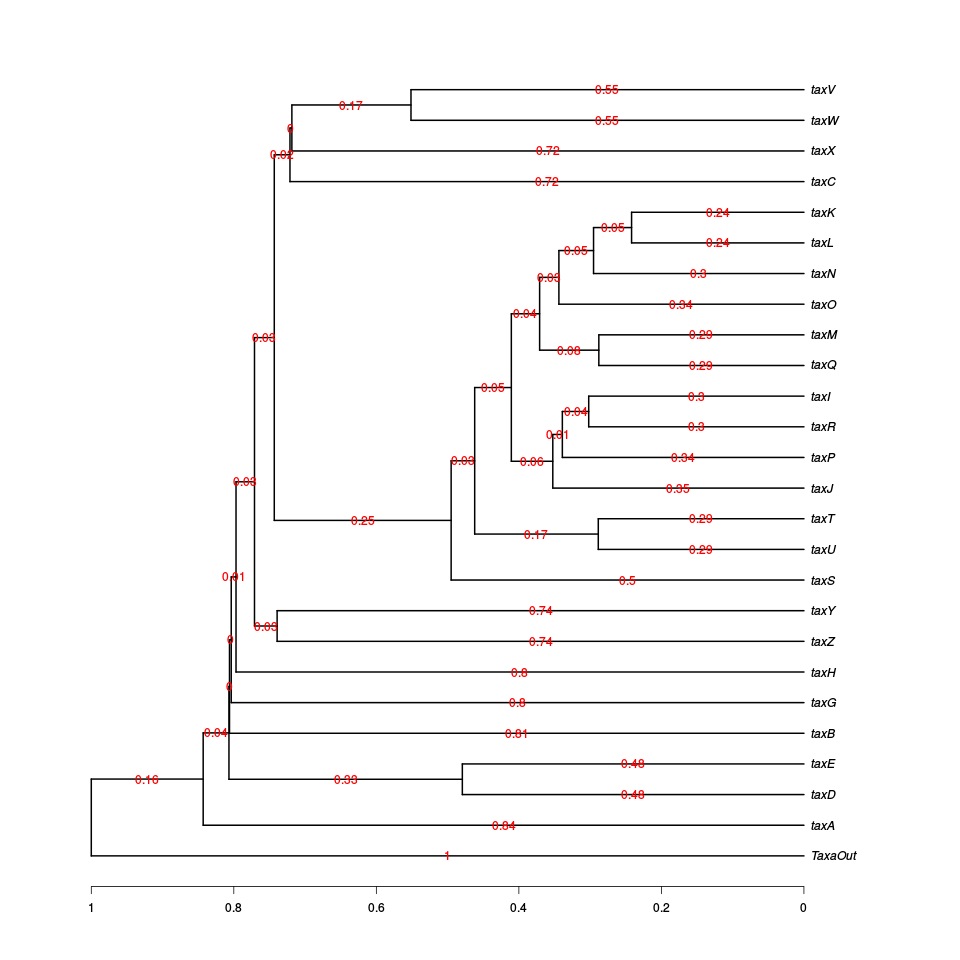 0.55 taxV
0.17
0.55 taxW
0
0.72 taxX
0.02
0.72 taxC
0.24 taxK
0.05
0.24 taxL
0.05
0.3 taxN
0.03
0.34 taxO
0.04
0.29 taxM
0.03
0.08
0.29 taxQ
0.05
0.3 taxI
0.04
0.3 taxR
0.01
0.34 taxP
0.03
0.06
0.03
0.35 taxJ
0.29 taxT
0.25
0.17
0.29 taxU
0.01
0.5 taxS
0.74 taxY
0.03
0
0.74 taxZ
0.8 taxH
0
0.8 taxG
0.04
0.81 taxB
0.48 taxE
0.16
0.33
0.48 taxD
0.84 taxA
1 TaxaOut
1 0.8 0.6 0.4 0.2 0